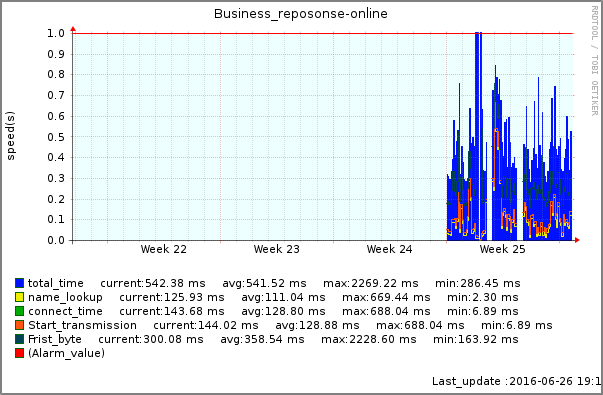 Business_reposonse-online
RRDTOOL / TOBI OETIKER
speed(s)
1.0
0.9
0.8
0.7
0.6
0.5
0.4
0.3
0.2
0.1
0.0
Week 22 Week 23 Week 24 Week 25
total_time current:542.38 ms avg:541.52 ms max:2269.22 ms min:286.45 ms
name_lookup current:125.93 ms avg:111.04 ms max:669.44 ms min:2.30 ms
connect_time current:143.68 ms avg:128.80 ms max:688.04 ms min:6.89 ms
Start_transmission current:144.02 ms avg:128.88 ms max:688.04 ms min:6.89 ms
Frist_byte current:300.08 ms avg:358.54 ms max:2228.60 ms min:163.92 ms
(Alarm_value)
Last_update :2016-06-26 19:1